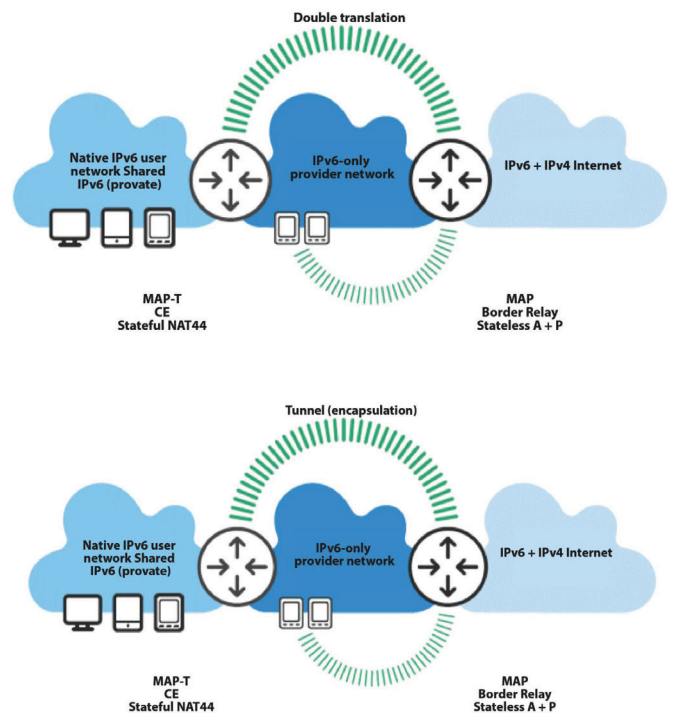 Double translation
Native IPv6 user
network Shared
IPv6 (provate)
IPv6-only
provider network
IPv6 + IPv4 Internet
MAP-T
CE
Stateful NAT44
MAP
Border Relay
Stateless A + P
Tunnel (encapsulation)
Native IPv6 user
network Shared
IPv6 (provate)
IPv6-only
provider network
IPv6 + IPv4 Internet
MAP-T
CE
Stateful NAT44
MAP
Border Relay
Stateless A + P